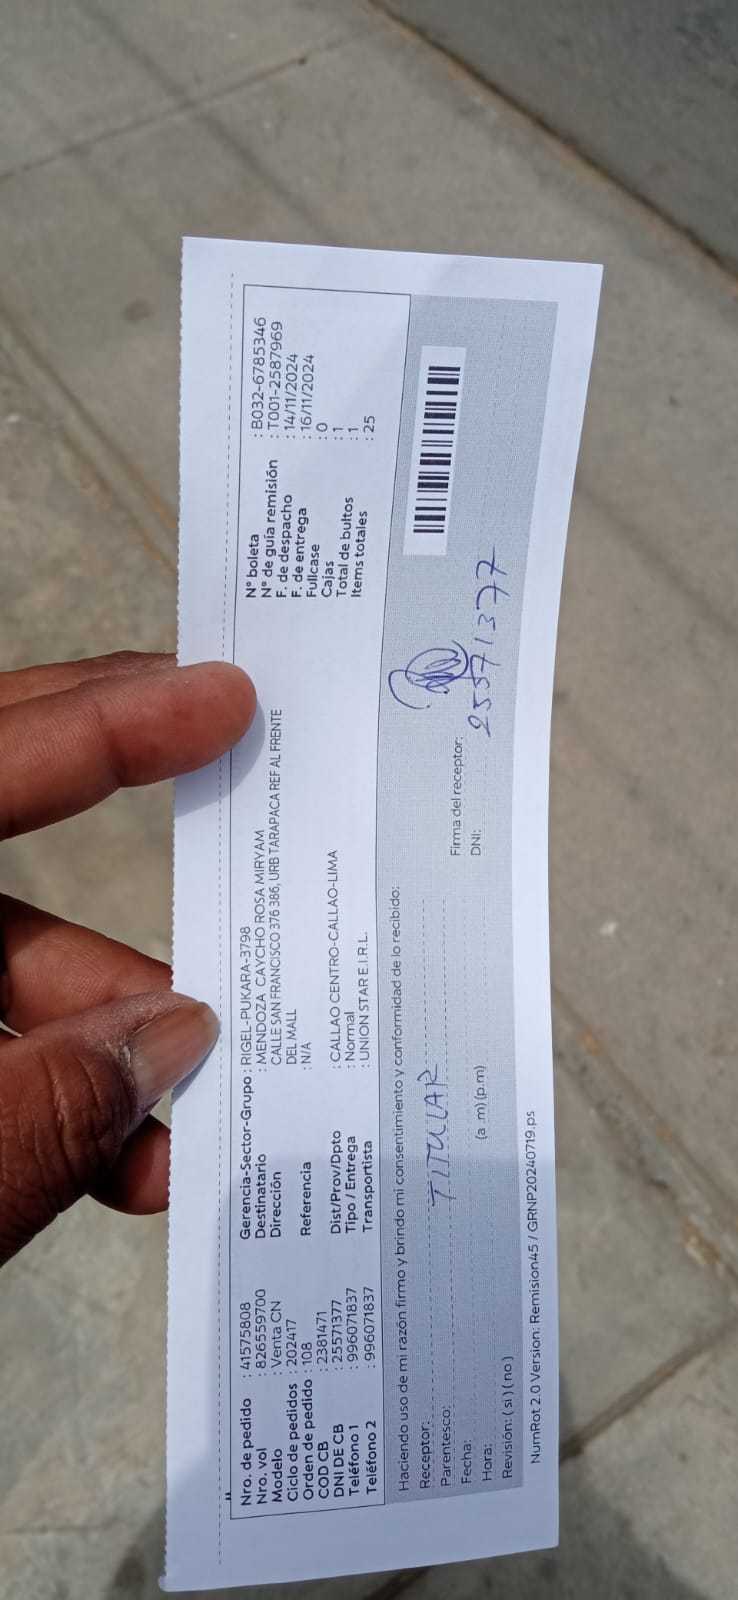 Nro. de pedido : 41575808
Nro. vol : 826559700
Modelo : Venta CN
Ciclo de pedidos : 202417
Orden de pedido : 108
COD CB : 2381471
DNI DE CB : 25571377
Teléfono 1 : 996071837
Teléfono 2 : 996071837
Gerencia-Sector-Grupo : RIGEL-PUKARA-3798
Destinatario : MENDOZA CAYCHO ROSA MIRYAM
Dirección CALLE SAN FRANCISCO 376 386, URB TARAPACA REF AL FRENTE
DEL MALL
Referencia : N/A
Dist/Prov/Dpto : CALLAO CENTRO-CALLAO-LIMA
Tipo / Entrega : Normal
Transportista : UNION STAR E.I.R.L.
N° boleta : B032-6785346
N° de guía remisión : T001-2587969
F. de despacho : 14/11/2024
F. de entrega : 16/11/2024
Fullcase : 0
Cajas : 1
Total de bultos : 1
Items totales : 25
Haciendo uso de mi razón firmo y brindo mi consentimiento y conformidad de lo recibido:
Receptor: TITULAR
Parentesco:
Fecha:
Hora: (a .m) (p.m)
Revisión: ( si ) ( no )
Firma del receptor:
DNI: 25571377
NumRot 2.0 Version: Remision45 / GRNP20240719.ps